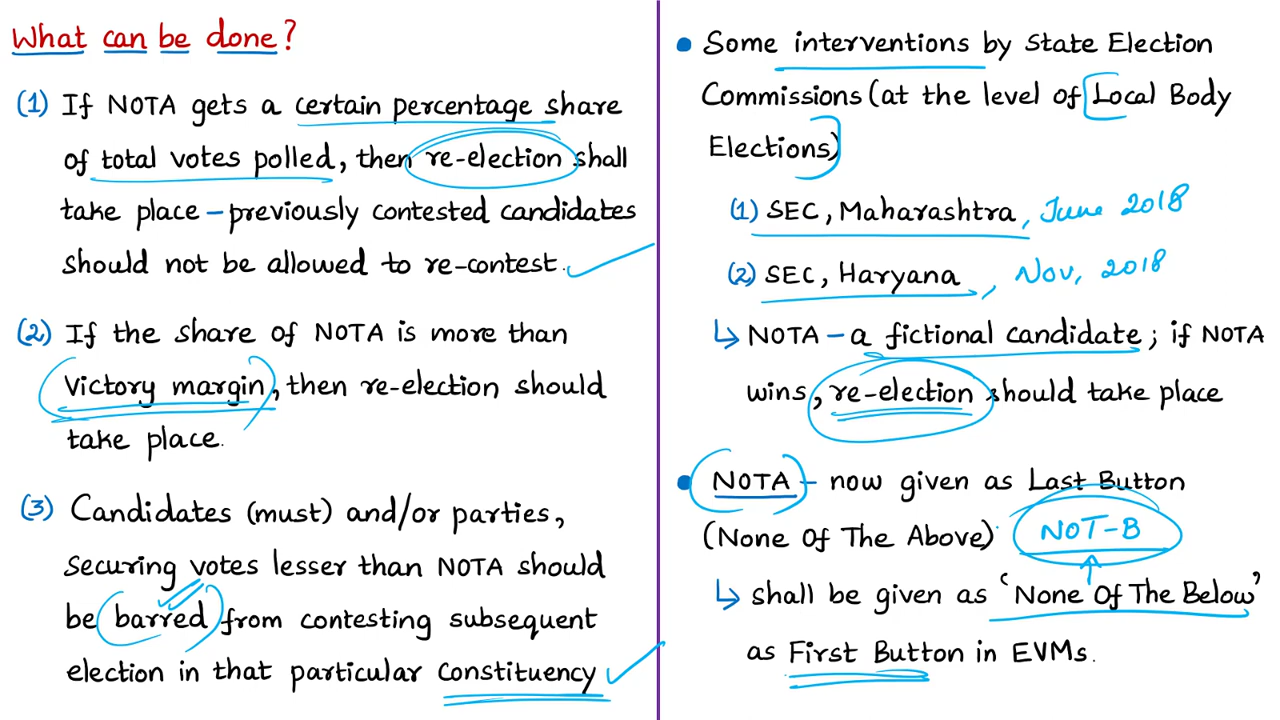 What can be done?
(1) If NOTA gets a certain percentage share
of total votes polled, then re-election shall
take place - previously contested candidates
should not be allowed to re-contest.
(2) If the share of NOTA is more than
Victory margin, then re-election should
take place.
(3) Candidates (must) and/or parties,
Securing votes lesser than NOTA should
be barred from contesting subsequent
election in that particular Constituency
• Some interventions by State Election
Commissions (at the level of Local Body
Elections)
(1) SEC, Maharashtra, June 2018
(2) SEC, Haryana, Nov, 2018
↳ NOTA - a fictional candidate; if NOTA
wins, re-election should take place
• NOTA - now given as Last Button
(None Of The Above) NOT-B
↳ shall be given as 'None Of The Below'
as First Button in EVMs.